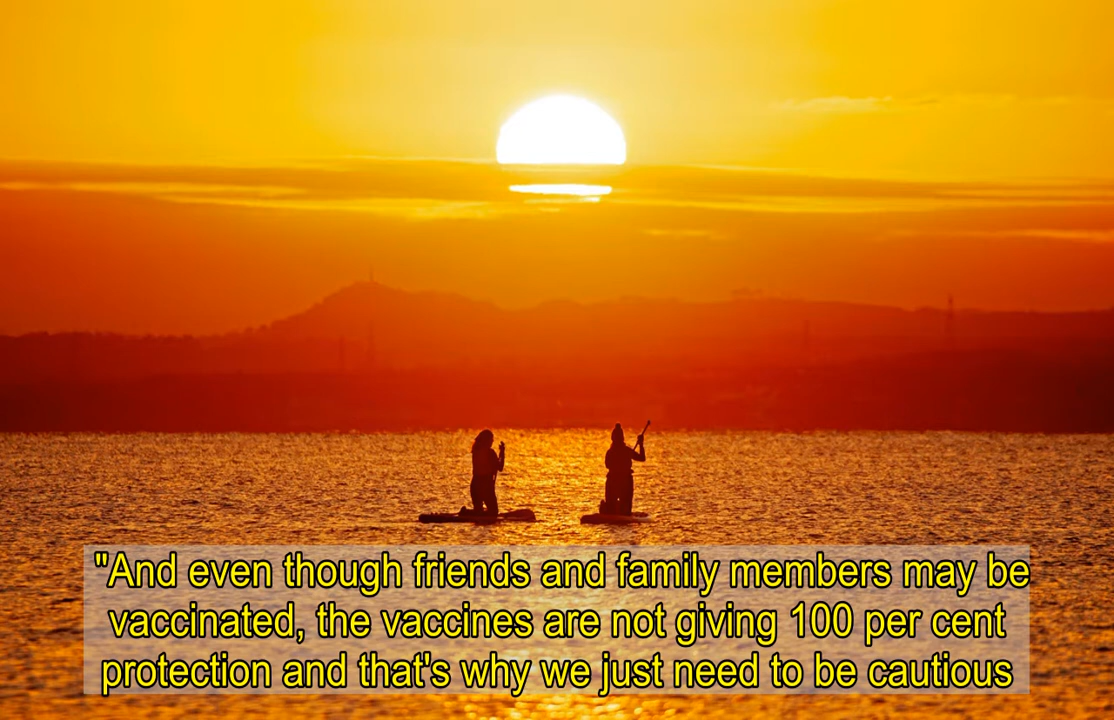 "And even though friends and family members may be
vaccinated, the vaccines are not giving 100 per cent
protection and that's why we just need to be cautious